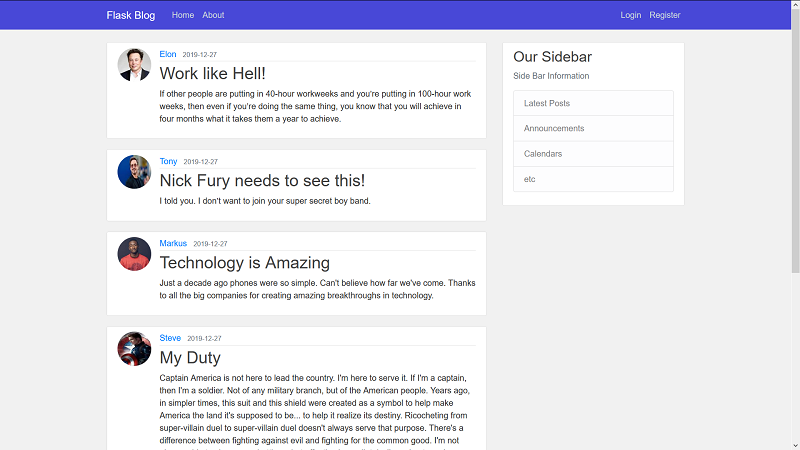 Flask Blog Home About Login Register
Elon 2019-12-27
Work like Hell!
If other people are putting in 40-hour workweeks and you're putting in 100-hour work
weeks, then even if you're doing the same thing, you know that you will achieve in
four months what it takes them a year to achieve.
Tony 2019-12-27
Nick Fury needs to see this!
I told you. I don't want to join your super secret boy band.
Markus 2019-12-27
Technology is Amazing
Just a decade ago phones were so simple. Can't believe how far we've come. Thanks
to all the big companies for creating amazing breakthroughs in technology.
Steve 2019-12-27
My Duty
Captain America is not here to lead the country. I'm here to serve it. If I'm a captain,
then I'm a soldier. Not of any military branch, but of the American people. Years ago,
in simpler times, this suit and this shield were created as a symbol to help make
America the land it's supposed to be... to help it realize its destiny. Ricocheting from
super-villain duel to super-villain duel doesn't always serve that purpose. There's a
difference between fighting against evil and fighting for the common good. I'm not
Our Sidebar
Side Bar Information
Latest Posts
Announcements
Calendars
etc